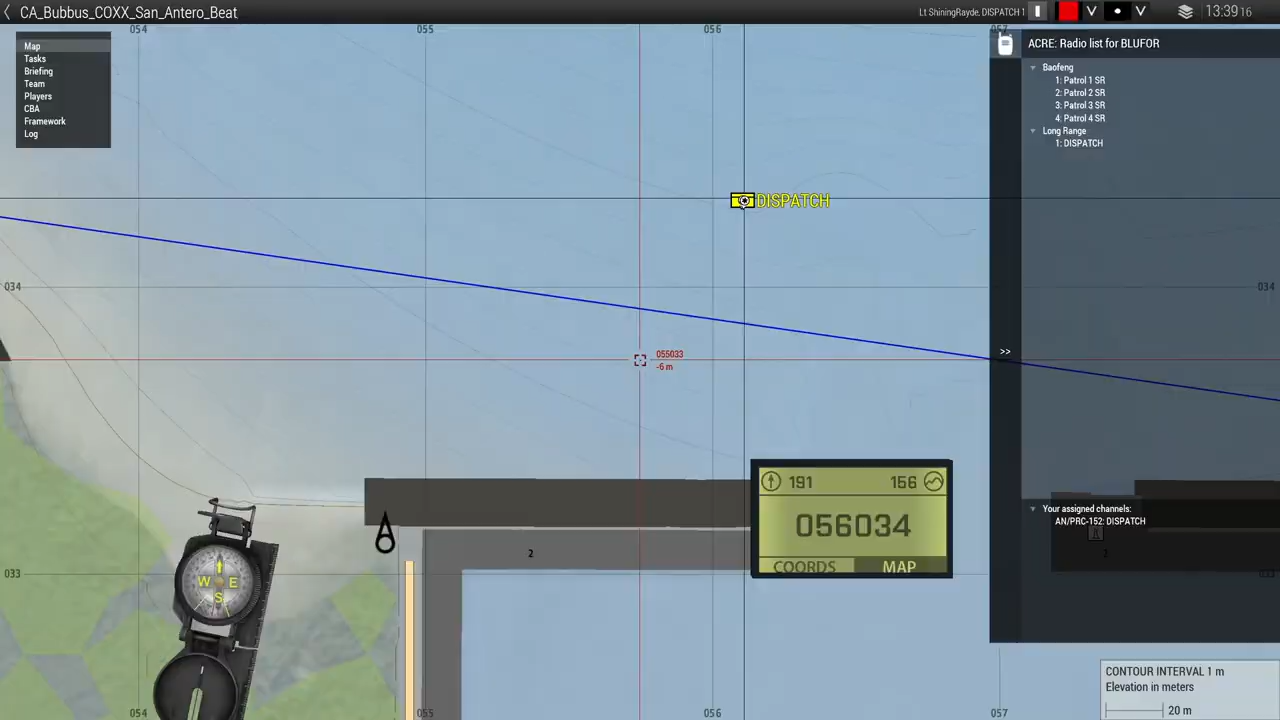 CA_Bubbus_COXX_San_Antero_Beat
Lt ShiningRayde, DISPATCH 1
13:39 16
054
055
056
057
Map
Tasks
Briefing
Team
Players
CBA
Framework
Log
ACRE: Radio list for BLUFOR
Baofeng
1: Patrol 1 SR
2: Patrol 2 SR
3: Patrol 3 SR
4: Patrol 4 SR
Long Range
1: DISPATCH
DISPATCH
034
034
055033
-6 m
>>
191
156
056034
COORDS
MAP
Your assigned channels:
AN/PRC-152: DISPATCH
2
033
W
E
S
CONTOUR INTERVAL 1 m
Elevation in meters
20 m
054
055
056
057